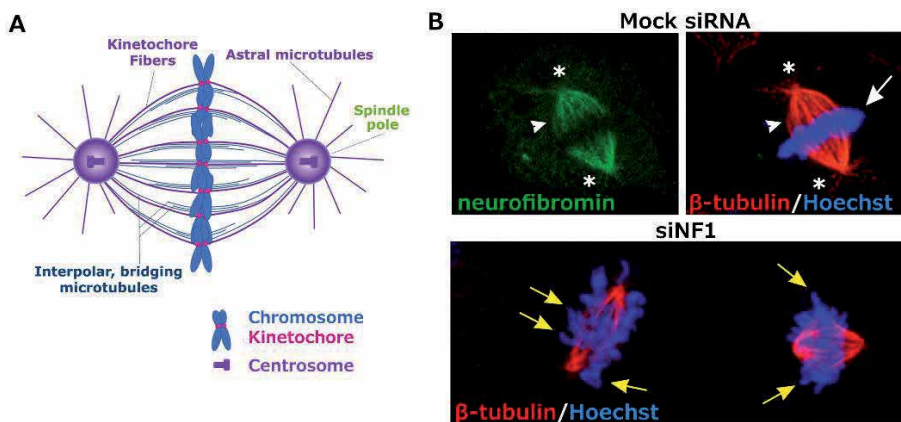 A
Kinetochore
Fibers
Astral microtubules
Spindle
pole
Interpolar, bridging
microtubules
Chromosome
Kinetochore
Centrosome
B
Mock siRNA
*
*
neurofibromin
*
*
β-tubulin/Hoechst
siNF1
β-tubulin/Hoechst